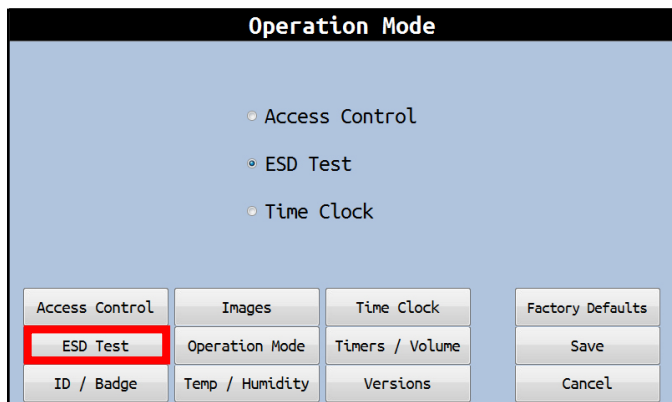 Operation Mode
Access Control
ESD Test
Time Clock
Access Control Images Time Clock Factory Defaults
ESD Test Operation Mode Timers / Volume Save
ID / Badge Temp / Humidity Versions Cancel